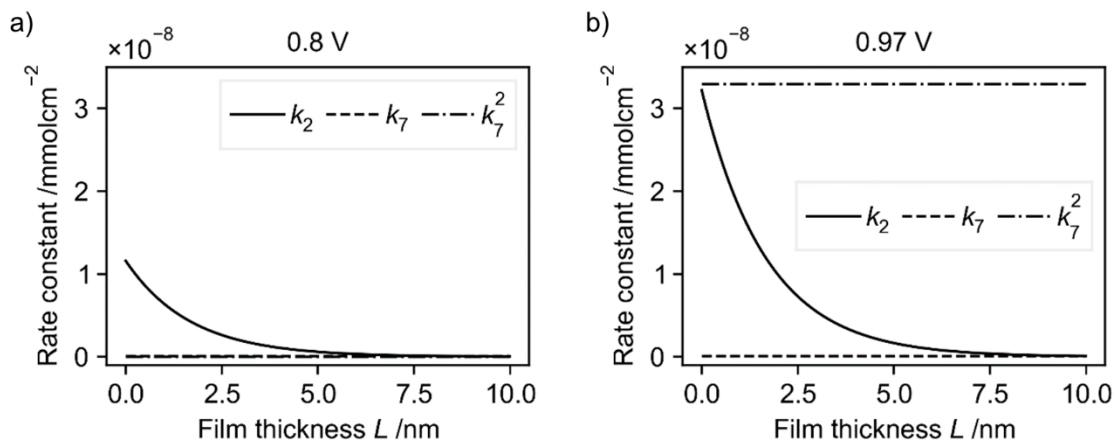 a)
×10⁻⁸
0.8 V
Rate constant /mmolcm⁻²
3
2
1
0
k₂ k₇ k₇²
0.0 2.5 5.0 7.5 10.0
Film thickness L /nm
b)
×10⁻⁸
0.97 V
Rate constant /mmolcm⁻²
3
2
1
0
k₂ k₇ k₇²
0.0 2.5 5.0 7.5 10.0
Film thickness L /nm